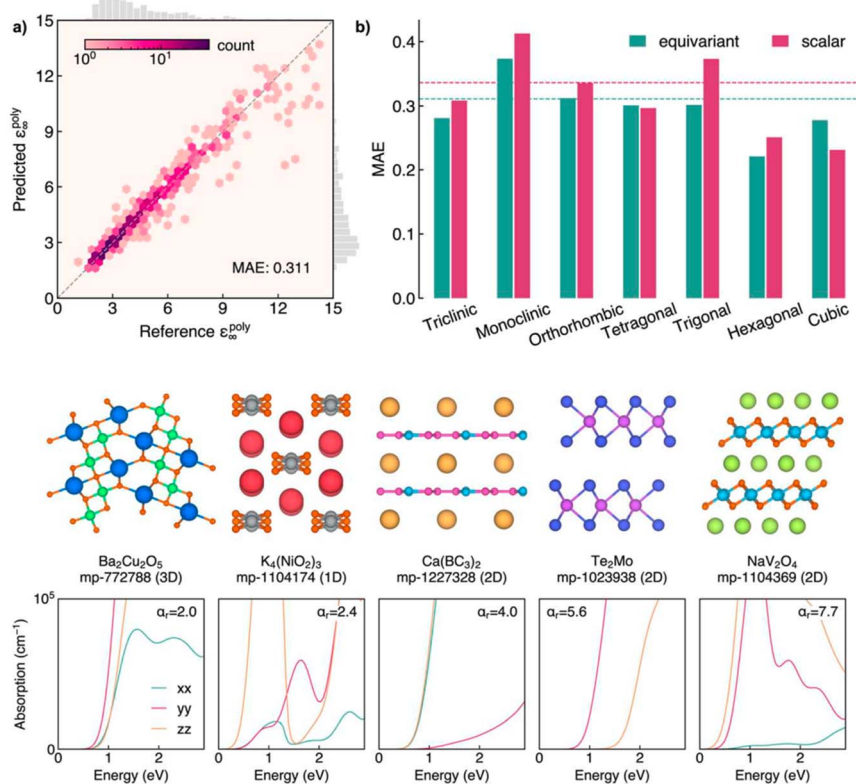 a)
15
12
9
6
3
0
Predicted ε∞^poly
10⁰ 10¹ count
MAE: 0.311
0 3 6 9 12 15
Reference ε∞^poly
b)
equivariant scalar
0.4
0.3
0.2
0.1
0.0
MAE
Triclinic Monoclinic Orthorhombic Tetragonal Trigonal Hexagonal Cubic
Ba₂Cu₂O₅ K₄(NiO₂)₃ Ca(BC₃)₂ Te₂Mo NaV₂O₄
mp-772788 (3D) mp-1104174 (1D) mp-1227328 (2D) mp-1023938 (2D) mp-1104369 (2D)
10⁵
Absorption (cm⁻¹)
0
αᵣ=2.0 αᵣ=2.4 αᵣ=4.0 αᵣ=5.6 αᵣ=7.7
xx
yy
zz
0 1 2 0 1 2 0 1 2 0 1 2 0 1 2
Energy (eV) Energy (eV) Energy (eV) Energy (eV) Energy (eV)